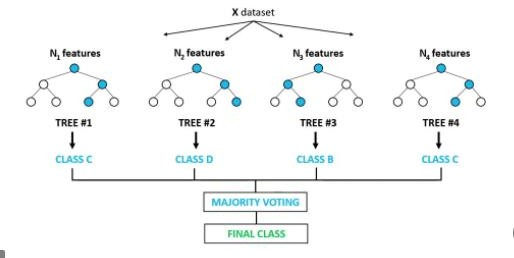 X dataset
N₁ features
N₂ features
N₃ features
N₄ features
TREE #1
TREE #2
TREE #3
TREE #4
CLASS C
CLASS D
CLASS B
CLASS C
MAJORITY VOTING
FINAL CLASS